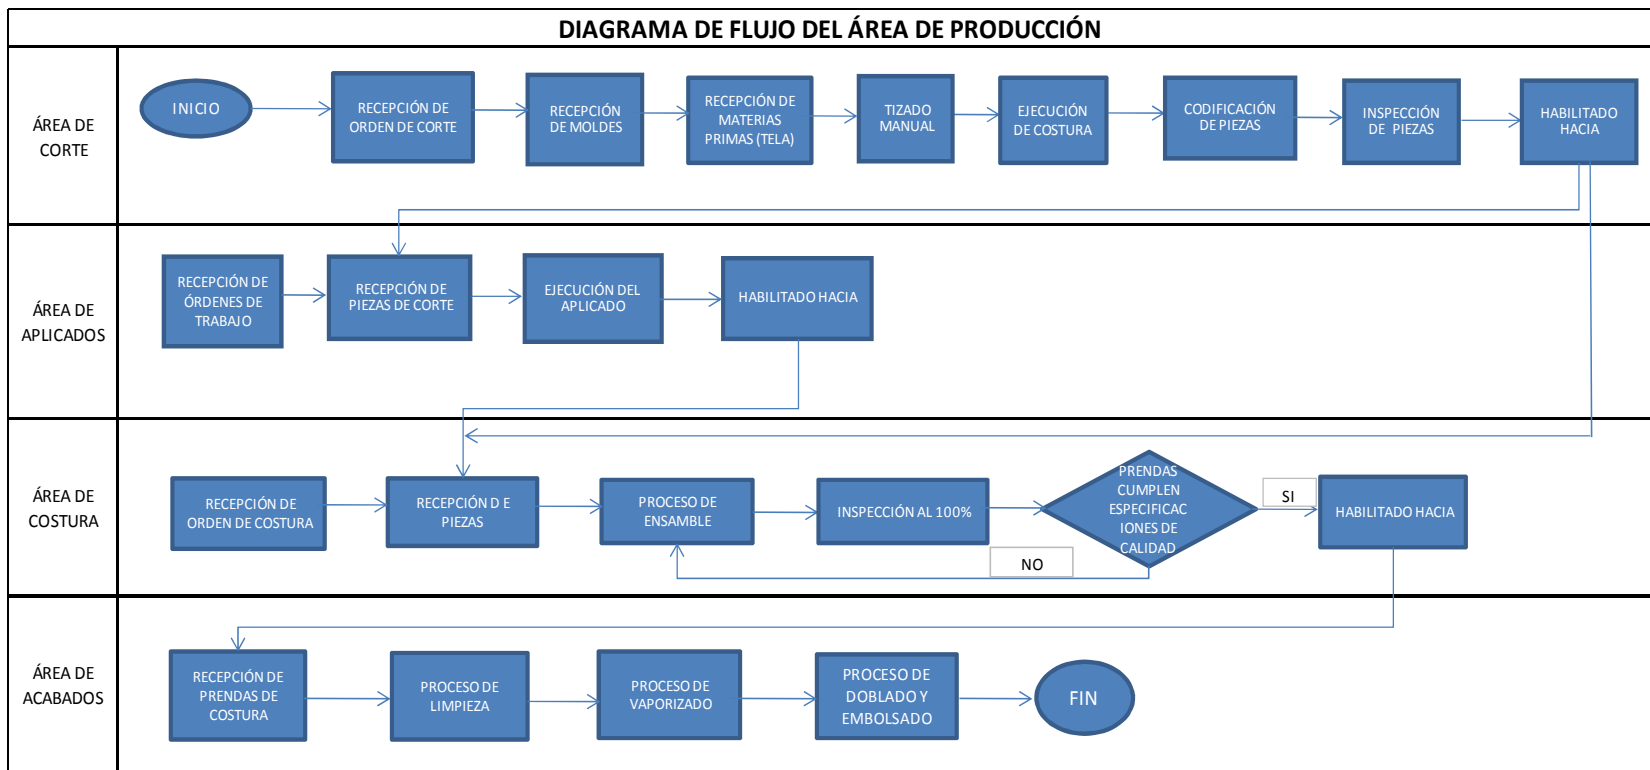 DIAGRAMA DE FLUJO DEL ÁREA DE PRODUCCIÓN
ÁREA DE
CORTE
INICIO
RECEPCIÓN DE
ORDEN DE CORTE
RECEPCIÓN
DE MOLDES
RECEPCIÓN DE
MATERIAS
PRIMAS (TELA)
TIZADO
MANUAL
EJECUCIÓN
DE COSTURA
CODIFICACIÓN
DE PIEZAS
INSPECCIÓN
DE PIEZAS
HABILITADO
HACIA
ÁREA DE
APLICADOS
RECEPCIÓN DE
ÓRDENES DE
TRABAJO
RECEPCIÓN DE
PIEZAS DE CORTE
EJECUCIÓN DEL
APLICADO
HABILITADO HACIA
ÁREA DE
COSTURA
RECEPCIÓN DE
ORDEN DE COSTURA
RECEPCIÓN D E
PIEZAS
PROCESO DE
ENSAMBLE
INSPECCIÓN AL 100%
PRENDAS
CUMPLEN
ESPECIFICAC
IONES DE
CALIDAD
SI
NO
HABILITADO HACIA
ÁREA DE
ACABADOS
RECEPCIÓN DE
PRENDAS DE
COSTURA
PROCESO DE
LIMPIEZA
PROCESO DE
VAPORIZADO
PROCESO DE
DOBLADO Y
EMBOLSADO
FIN